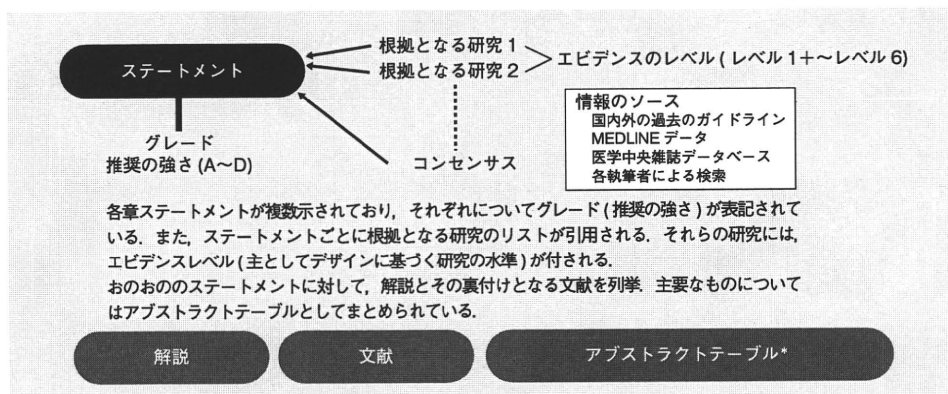 ステートメント
根拠となる研究1
根拠となる研究2
エビデンスのレベル(レベル1+〜レベル6)
グレード
推奨の強さ(A〜D)
コンセンサス
情報のソース
国内外の過去のガイドライン
MEDLINEデータ
医学中央雑誌データベース
各執筆者による検索
各章ステートメントが複数示されており，それぞれについてグレード(推奨の強さ)が表記されて
いる．また，ステートメントごとに根拠となる研究のリストが引用される．それらの研究には，
エビデンスレベル(主としてデザインに基づく研究の水準)が付される．
おのおののステートメントに対して，解説とその裏付けとなる文献を列挙．主要なものについて
はアブストラクトテーブルとしてまとめられている．
解説
文献
アブストラクトテーブル*